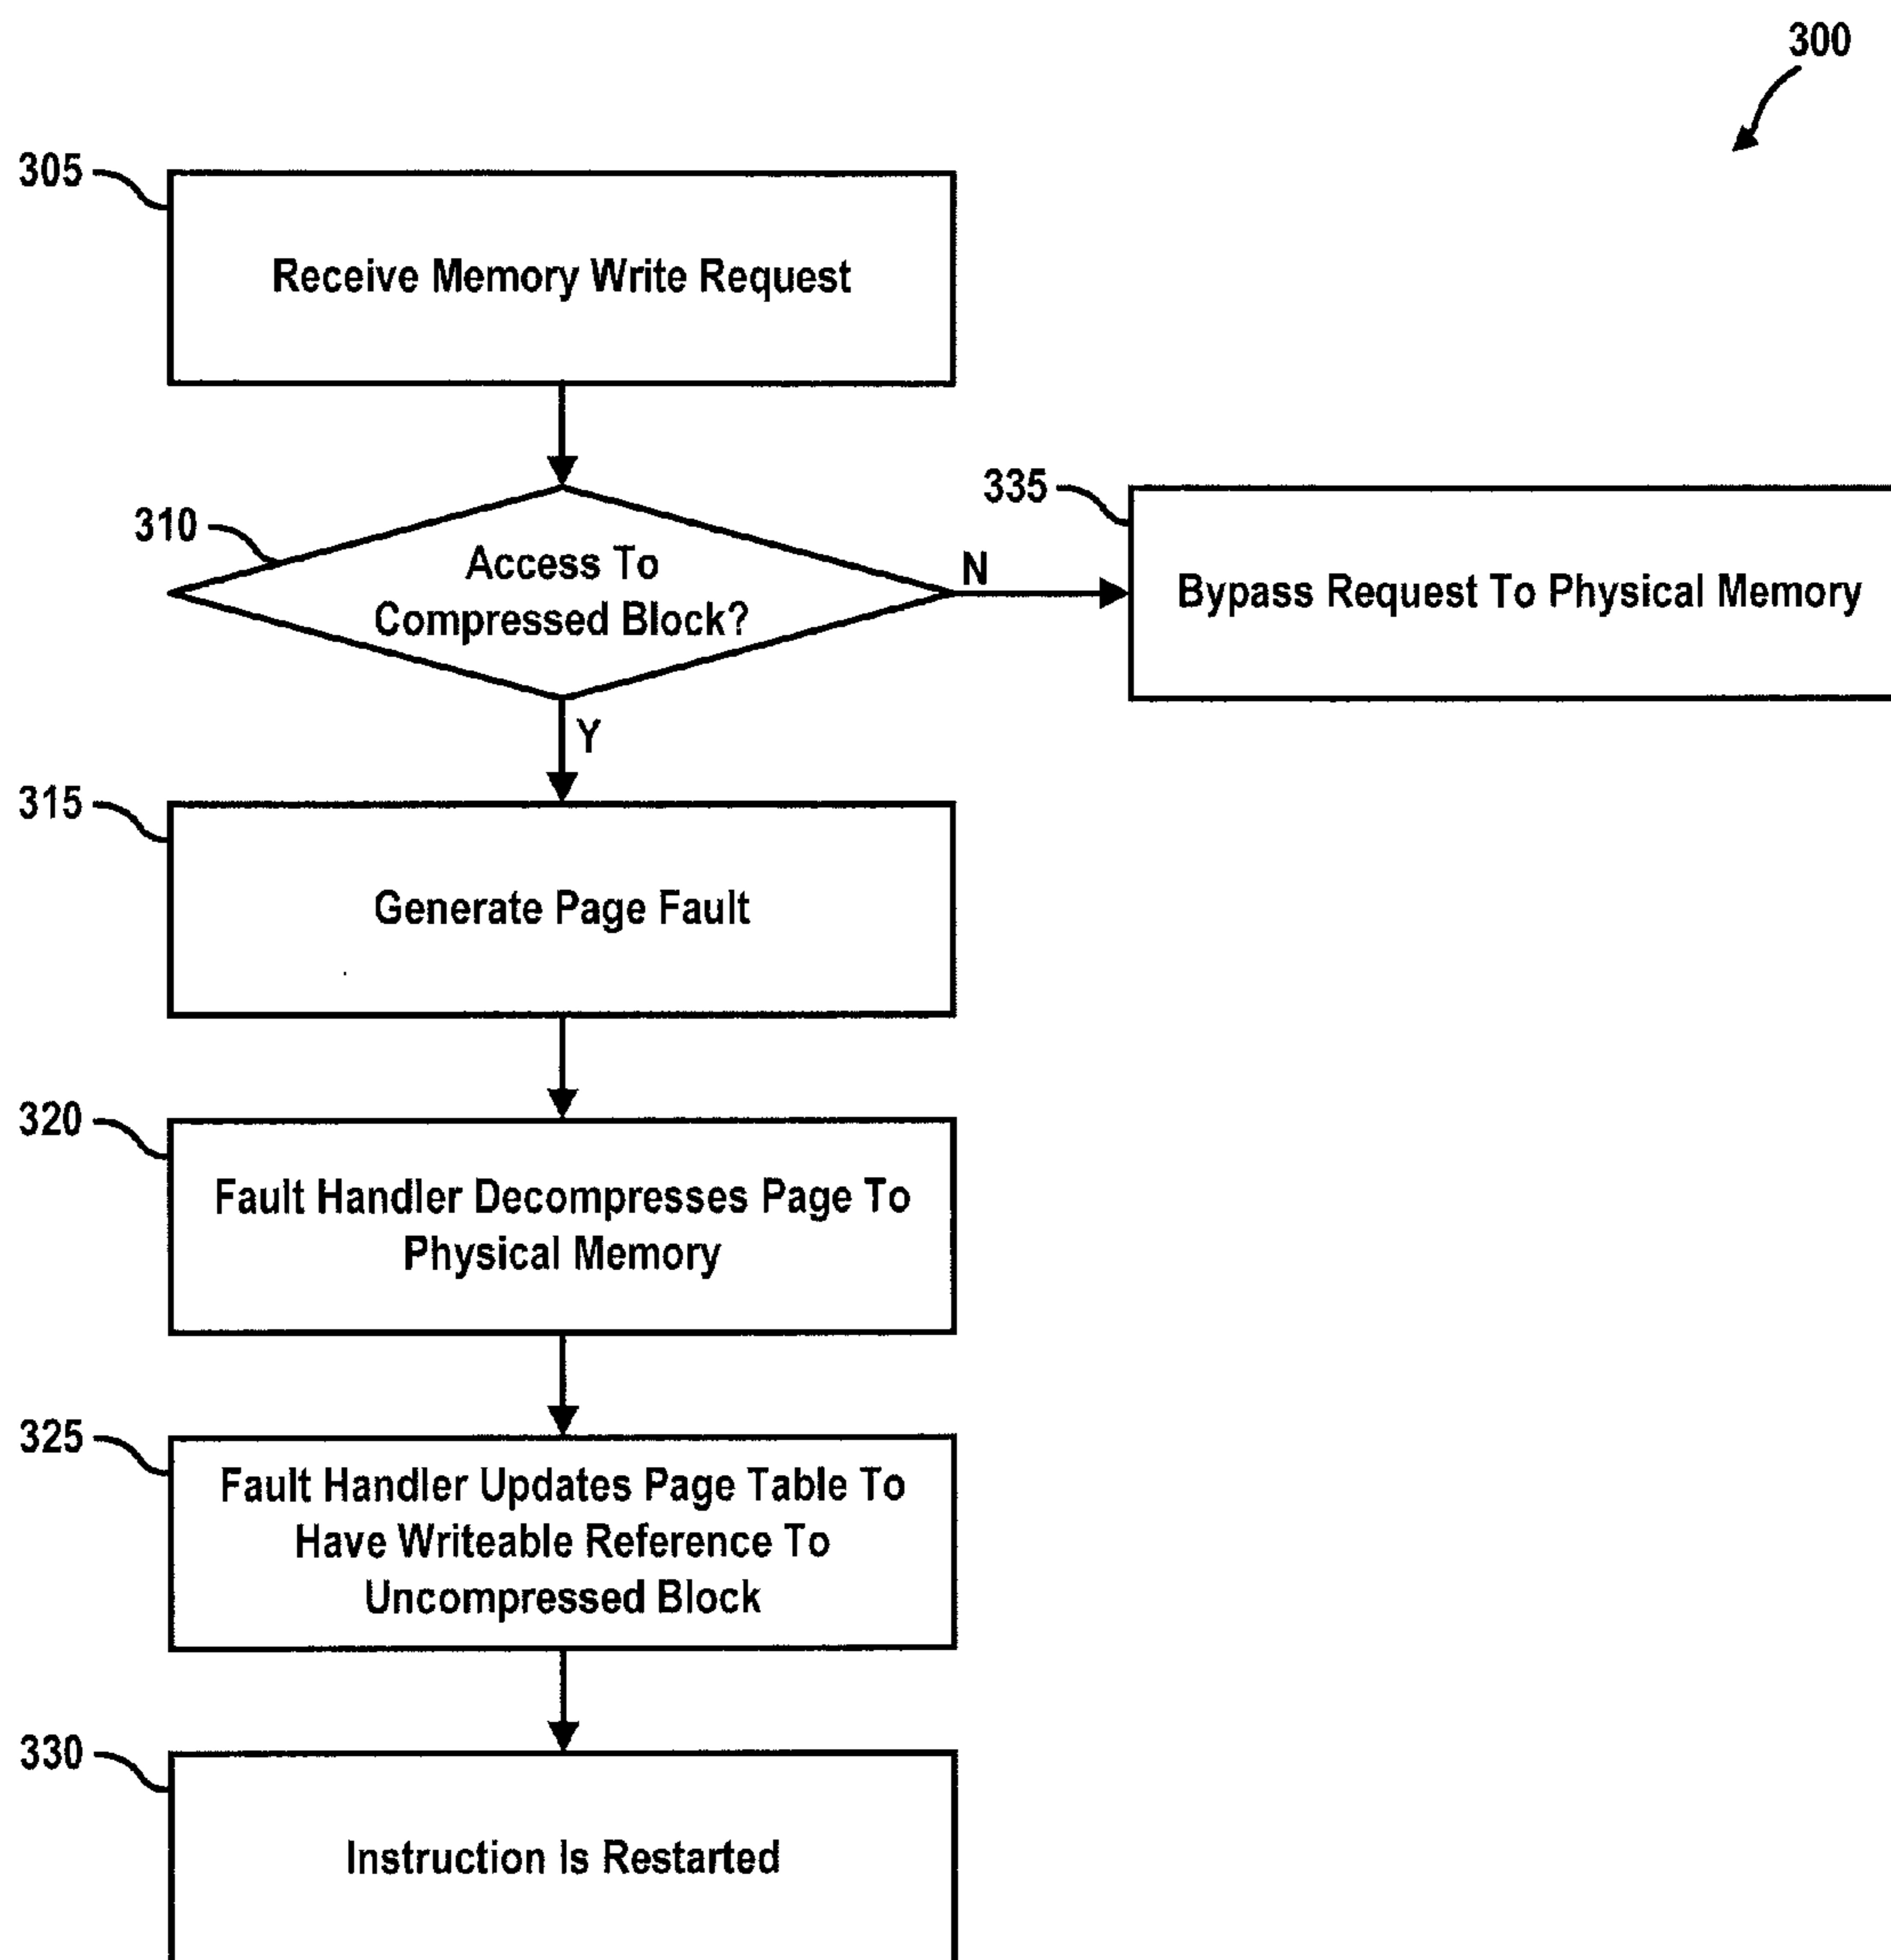 300
305
Receive Memory Write Request
310
Access To
Compressed Block?
N
335
Bypass Request To Physical Memory
Y
315
Generate Page Fault
320
Fault Handler Decompresses Page To
Physical Memory
325
Fault Handler Updates Page Table To
Have Writeable Reference To
Uncompressed Block
330
Instruction Is Restarted